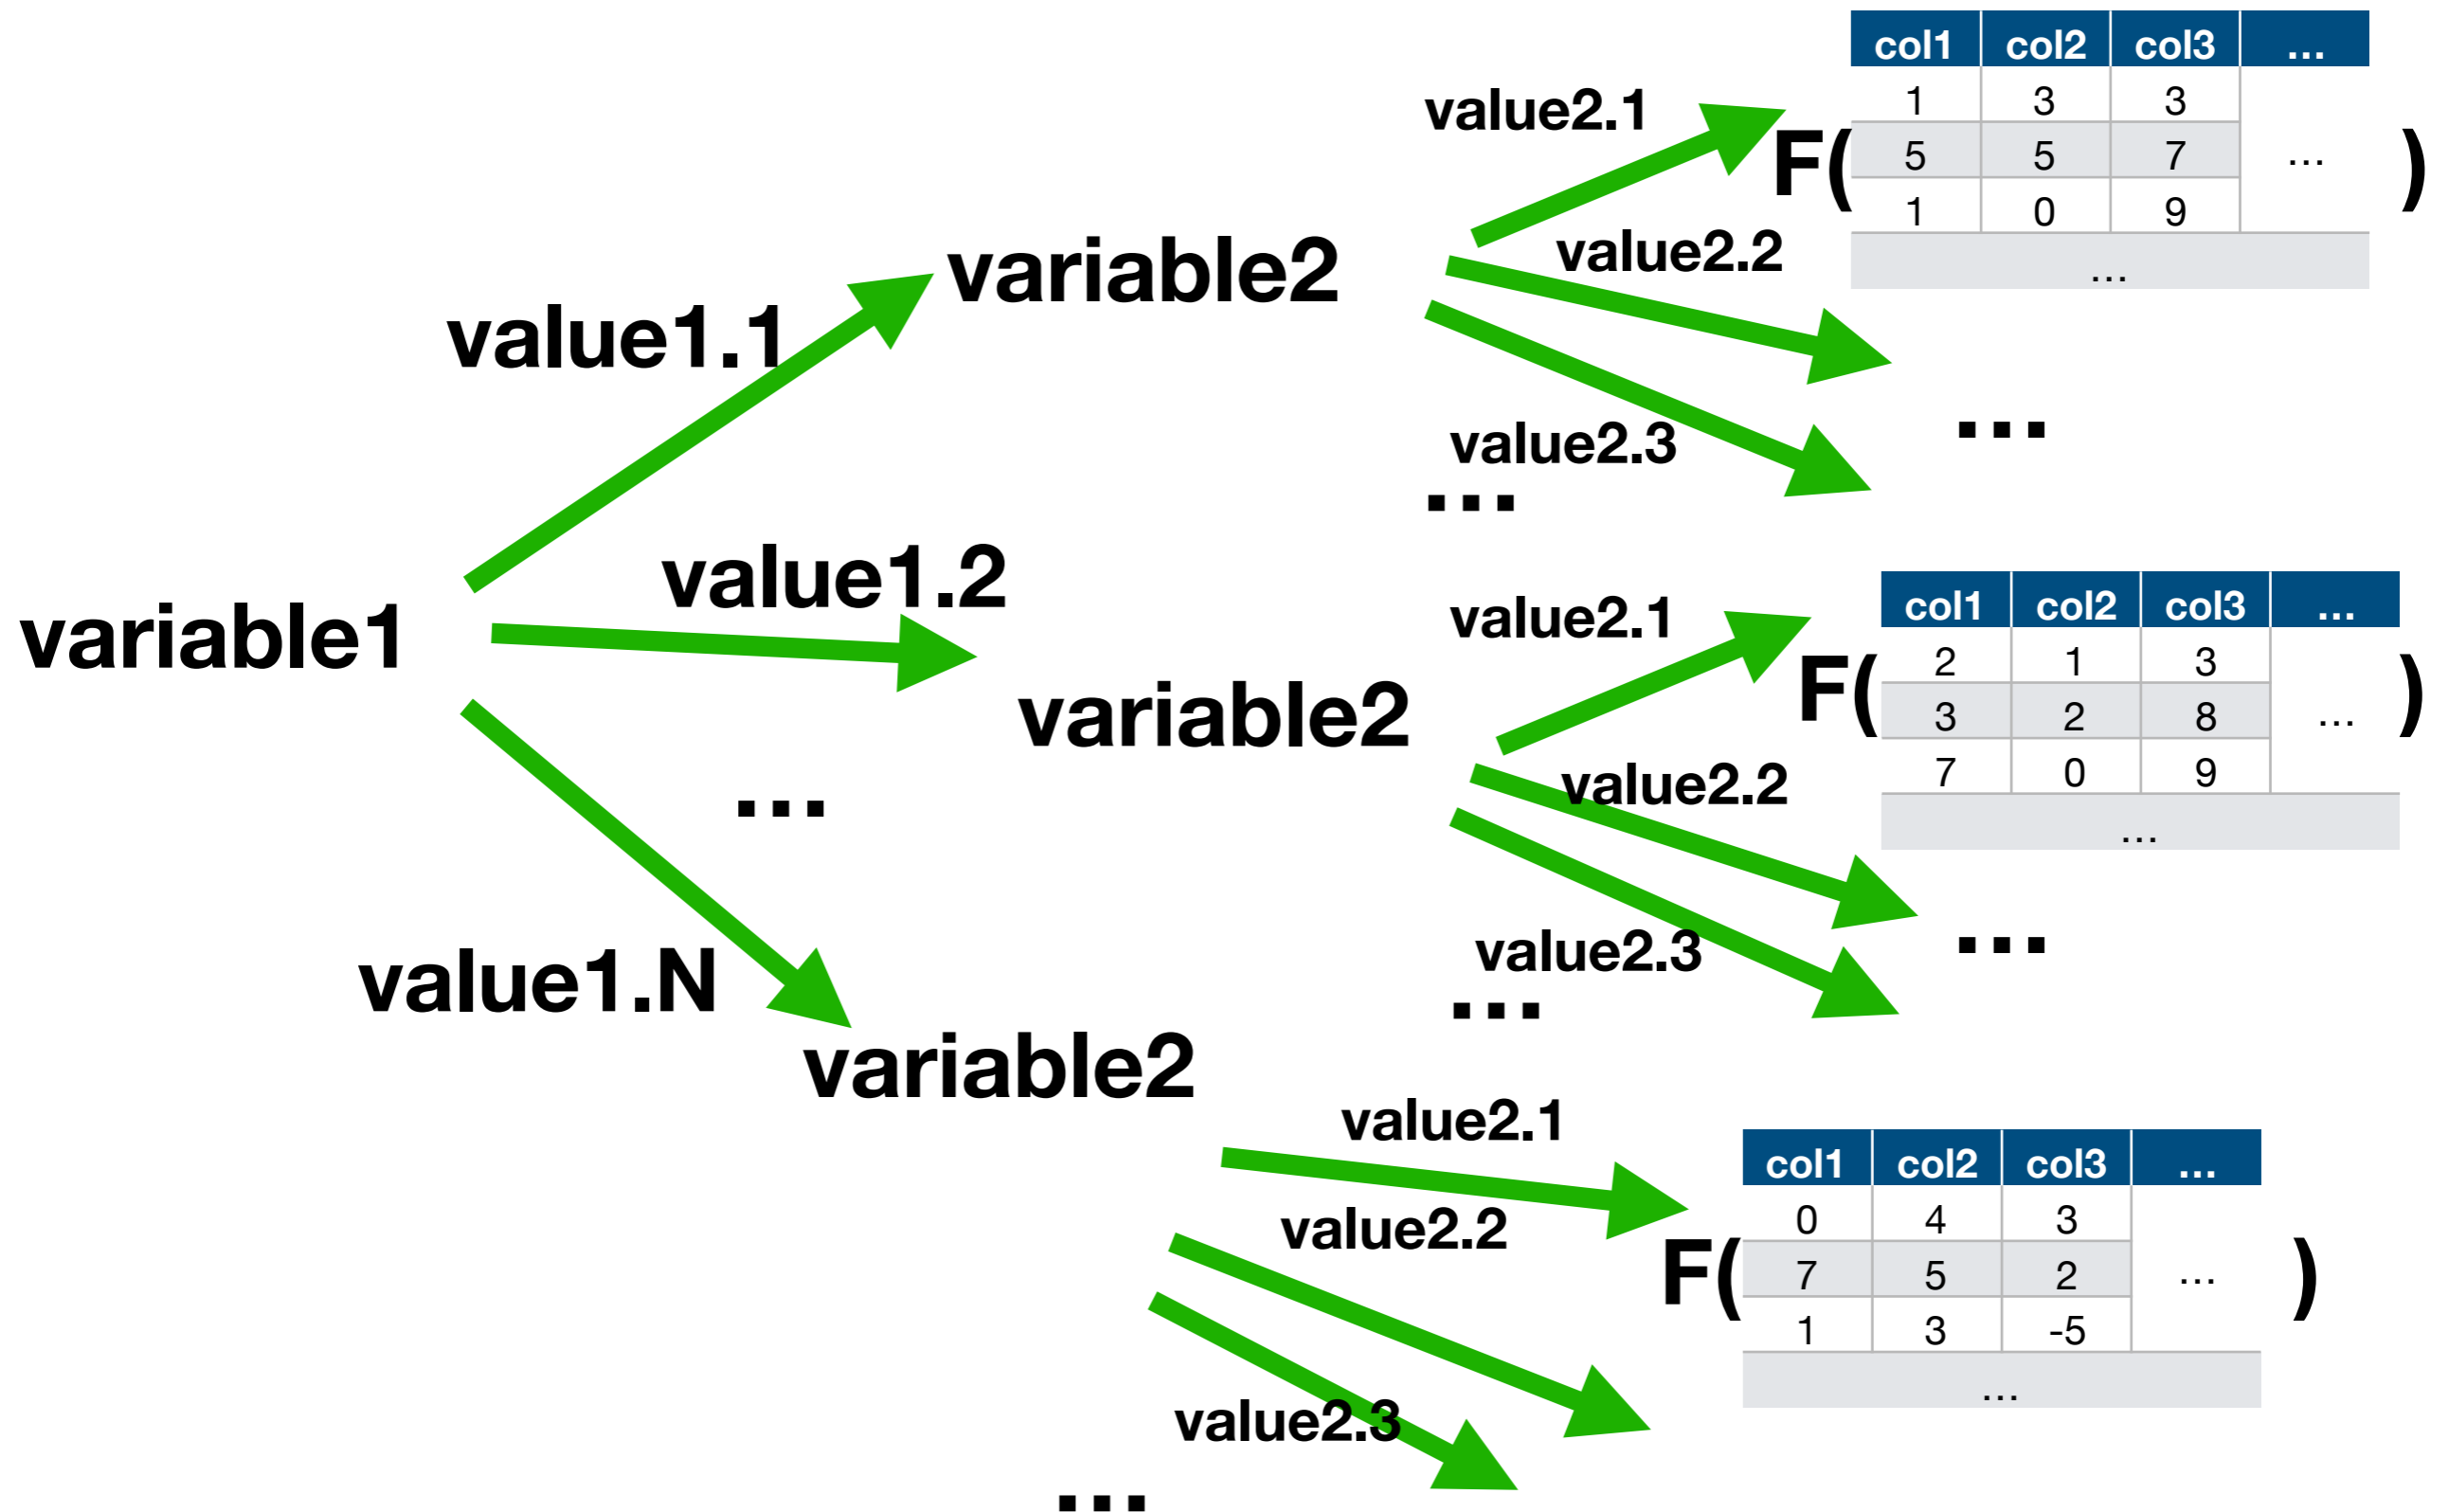 variable1
value1.1
value1.2
...
value1.N
variable2
value2.1
value2.2
value2.3
...
F(
col1 col2 col3 ...
1 3 3
5 5 7 ...
1 0 9
...
)
...
variable2
value2.1
value2.2
value2.3
...
F(
col1 col2 col3 ...
2 1 3
3 2 8 ...
7 0 9
...
)
...
variable2
value2.1
value2.2
value2.3
...
F(
col1 col2 col3 ...
0 4 3
7 5 2 ...
1 3 -5
...
)